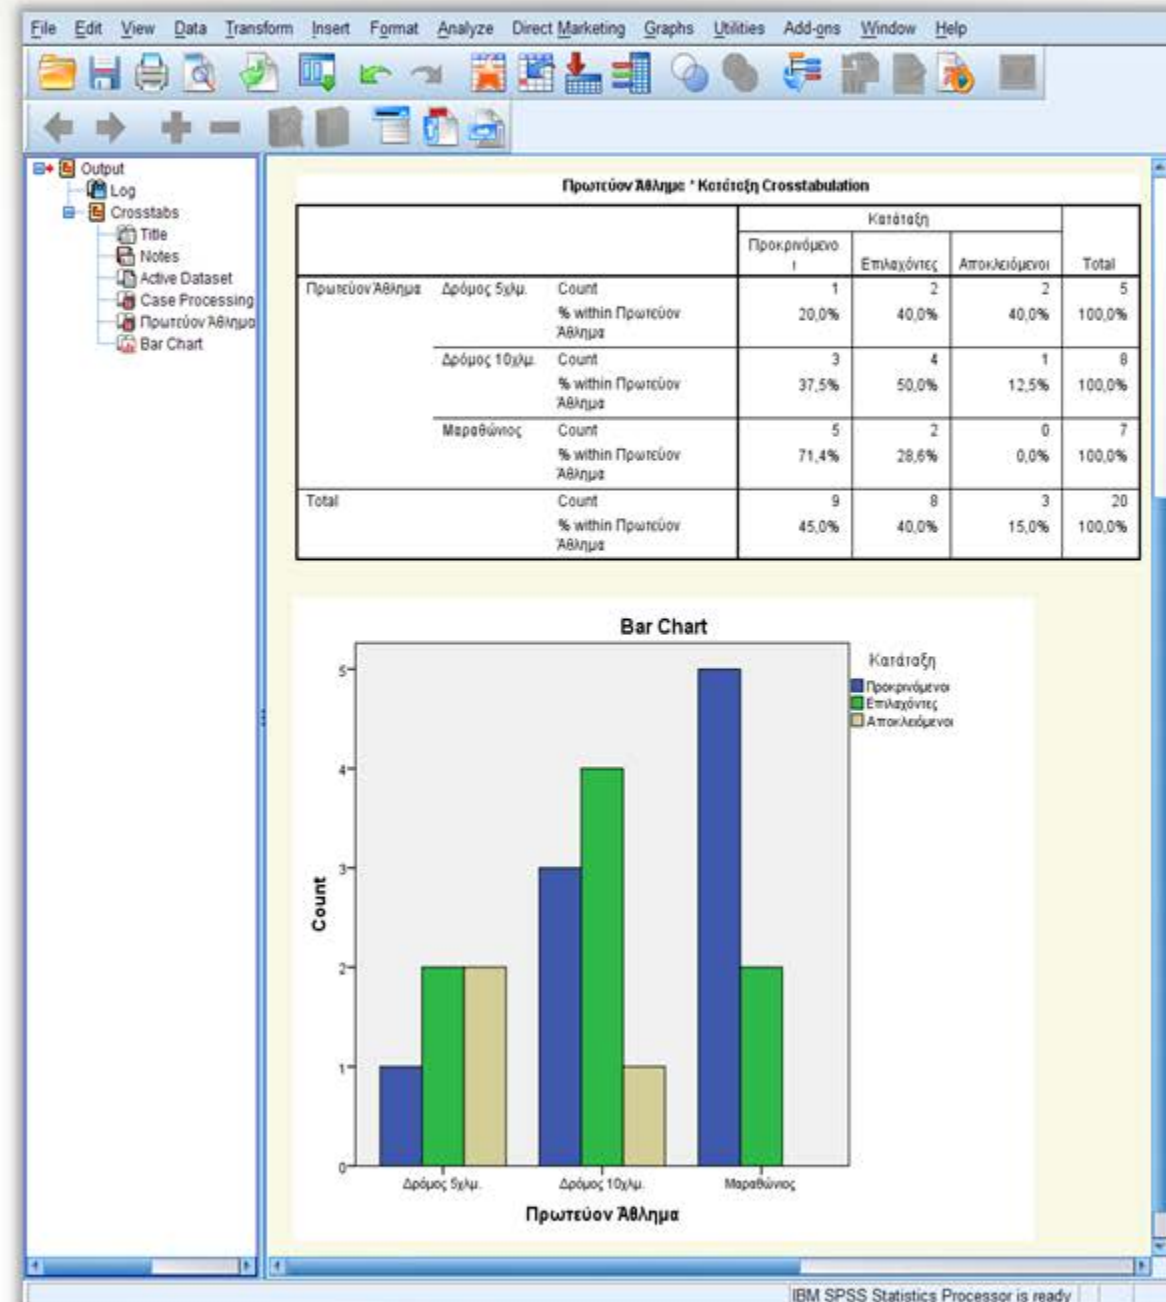 File Edit View Data Transform Insert Format Analyze Direct Marketing Graphs Utilities Add-ons Window Help
Output
Log
Crosstabs
Title
Notes
Active Dataset
Case Processing
Πρωτεύον Άθλημα
Bar Chart
Πρωτεύον Άθλημα * Κατάταξη Crosstabulation
Κατάταξη
Προκρινόμενο
ι Επιλαχόντες Αποκλειόμενοι Total
Πρωτεύον Άθλημα Δρόμος 5χλμ. Count 1 2 2 5
% within Πρωτεύον 20,0% 40,0% 40,0% 100,0%
Άθλημα
Δρόμος 10χλμ. Count 3 4 1 8
% within Πρωτεύον 37,5% 50,0% 12,5% 100,0%
Άθλημα
Μαραθώνιος Count 5 2 0 7
% within Πρωτεύον 71,4% 28,6% 0,0% 100,0%
Άθλημα
Total Count 9 8 3 20
% within Πρωτεύον 45,0% 40,0% 15,0% 100,0%
Άθλημα
Bar Chart
Κατάταξη
Προκρινόμενοι
Επιλαχόντες
Αποκλειόμενοι
5
4
3
2
1
0
Count
Δρόμος 5χλμ. Δρόμος 10χλμ. Μαραθώνιος
Πρωτεύον Άθλημα
IBM SPSS Statistics Processor is ready